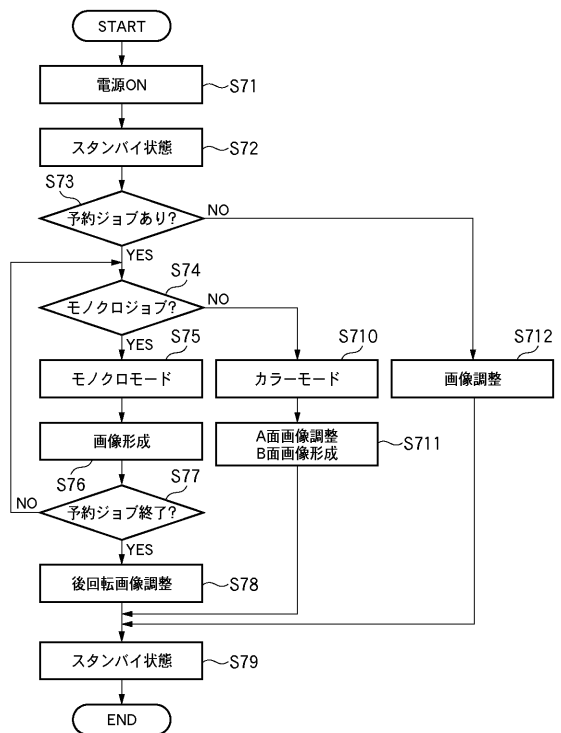 START
電源ON
S71
スタンバイ状態
S72
S73
予約ジョブあり?
NO
YES
S74
モノクロジョブ?
NO
YES
S75
モノクロモード
S710
カラーモード
S712
画像調整
画像形成
S76
A面画像調整
B面画像形成
S711
S77
予約ジョブ終了?
NO
YES
後回転画像調整
S78
スタンバイ状態
S79
END